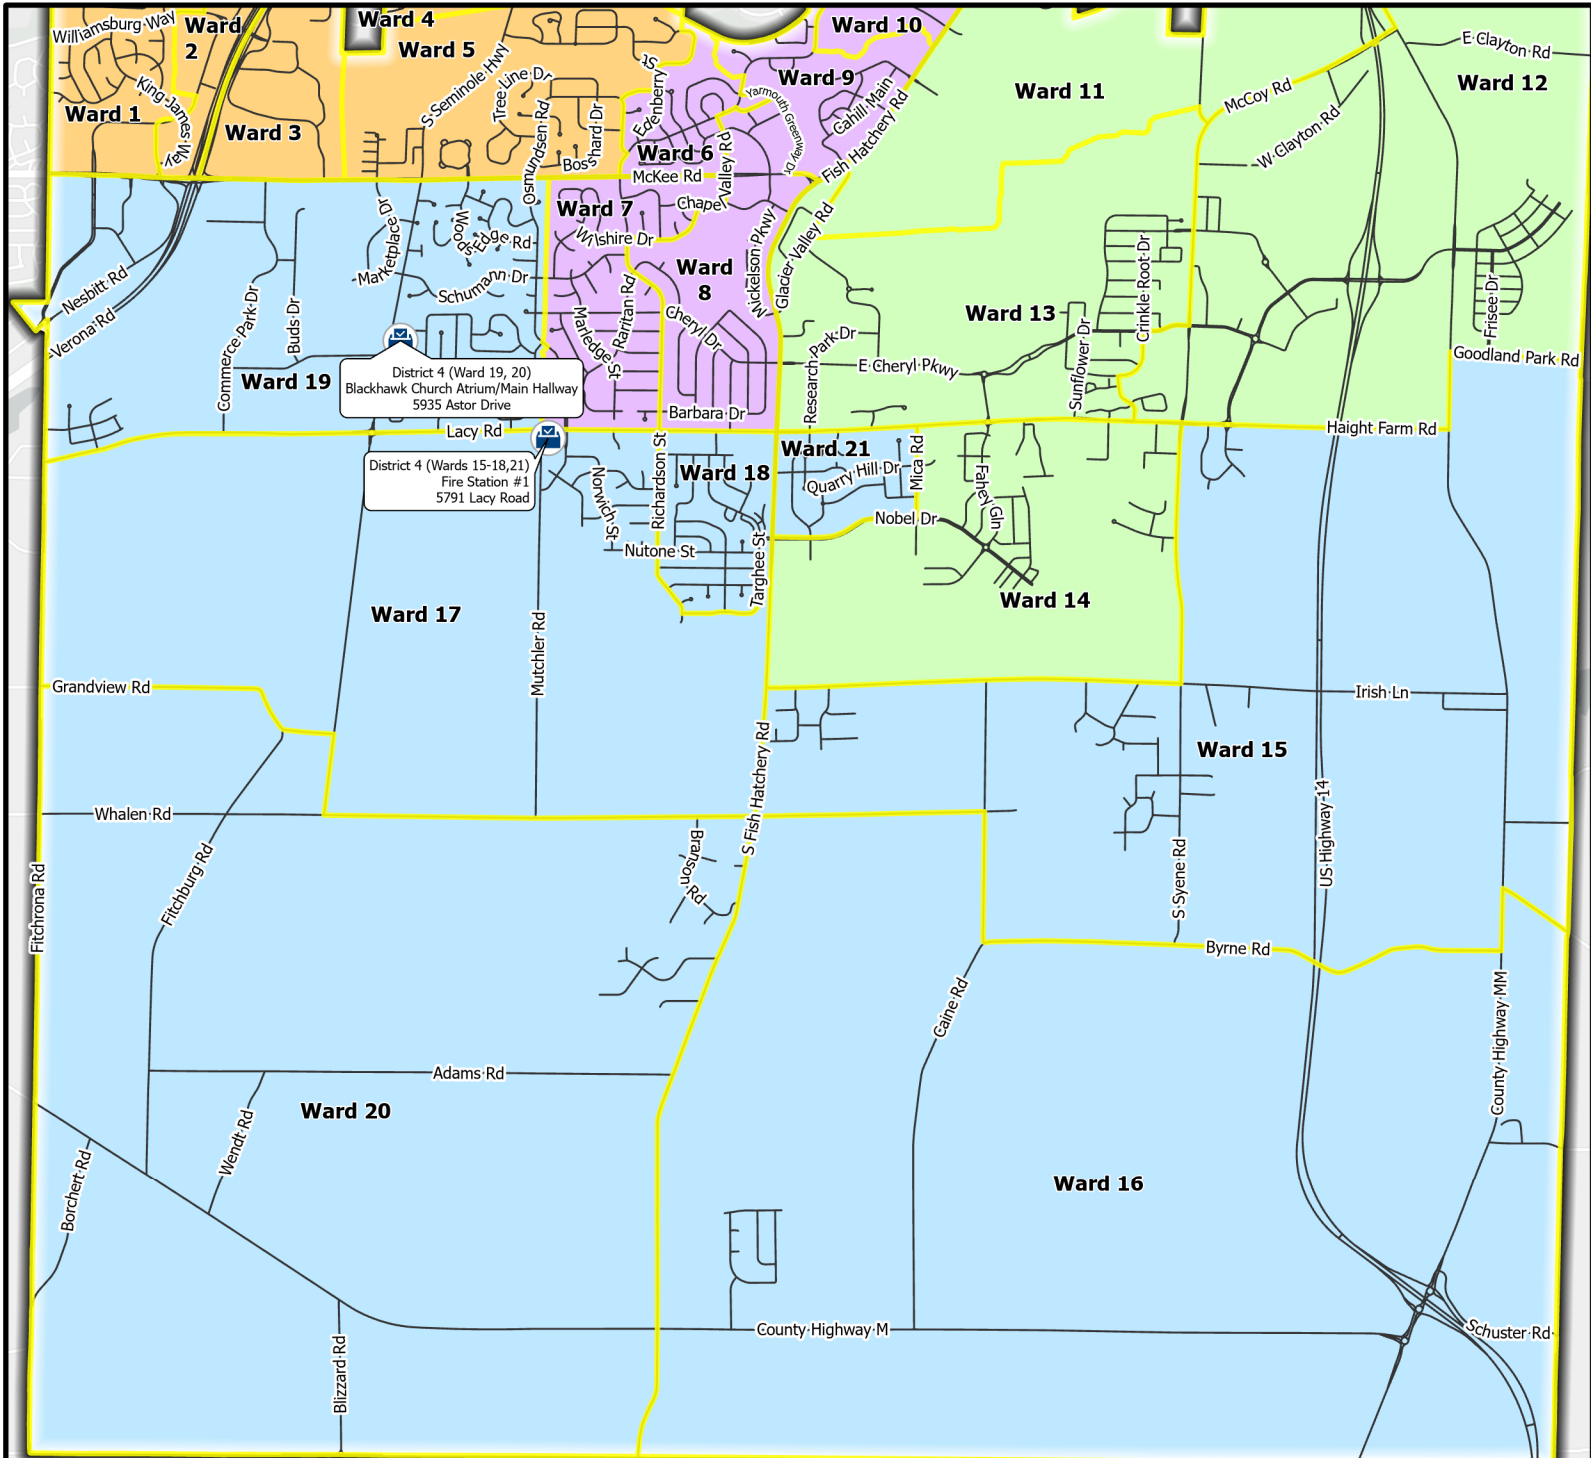 Williamsburg Way
Ward
2
Ward 4
Ward 5
Ward 10
E Clayton Rd
Ward 12
King James Way
Ward 1
Ward 3
S Seminole Hwy
Tree Line Dr
Osmundsen Rd
Bosshard Dr
Edenberry St
Ward 9
Yarmouth Greenway Dr
Cahill Main
Fish Hatchery Rd
Ward 11
McCoy Rd
W Clayton Rd
Ward 6
McKee Rd
Chapel Valley Rd
Ward 7
Wilshire Dr
Ward
8
Mickelson Pkwy
Glacier Valley Rd
Marketplace Dr
Woods Edge Rd
Schumann Dr
Nesbitt Rd
Verona Rd
Commerce Park Dr
Buds Dr
Marledge St
Raritan Rd
Cheryl Dr
Research Park Dr
E Cheryl Pkwy
Ward 13
Sunflower Dr
Crinkle Root Dr
Frisee Dr
Goodland Park Rd
Ward 19
District 4 (Ward 19, 20)
Blackhawk Church Atrium/Main Hallway
5935 Astor Drive
Barbara Dr
Lacy Rd
Haight Farm Rd
District 4 (Wards 15-18,21)
Fire Station #1
5791 Lacy Road
Norwich St
Richardson St
Ward 18
Ward 21
Quarry Hill Dr
Mica Rd
Fahey Gln
Nobel Dr
Nutone St
Targhee St
Ward 14
Ward 17
Mutchler Rd
Grandview Rd
Irish Ln
Ward 15
S Fish Hatchery Rd
Whalen Rd
US Highway 14
Fitchburg Rd
Fitchrona Rd
Branson Rd
S Syene Rd
Byrne Rd
Caine Rd
County Highway MM
Adams Rd
Ward 20
Wendt Rd
Borchert Rd
Ward 16
County Highway M
Schuster Rd
Blizzard Rd